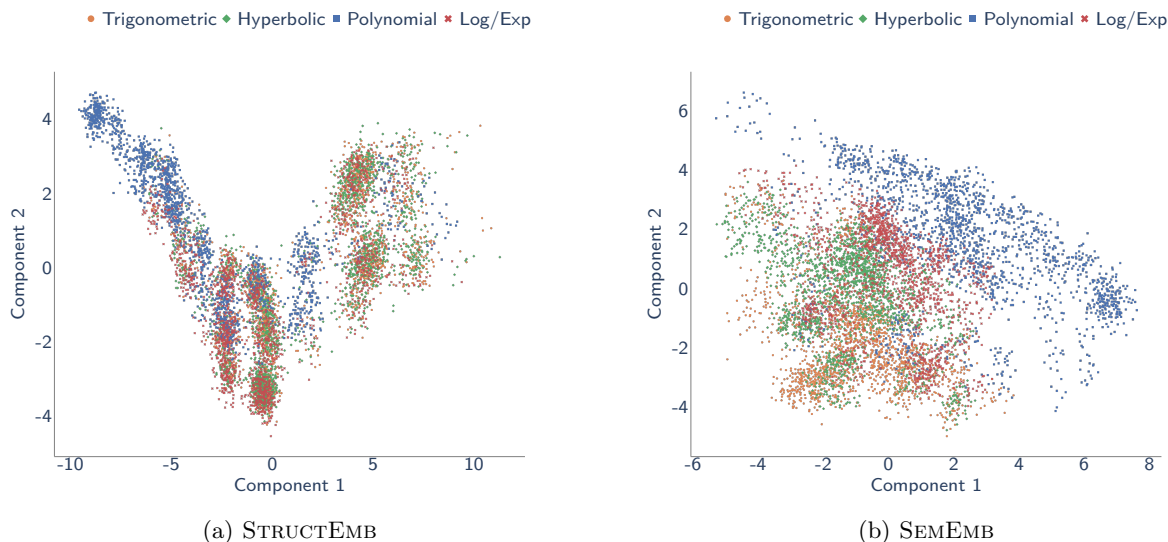 Trigonometric Hyperbolic Polynomial Log/Exp
4
2
0
-2
-4
Component 2
-10 -5 0 5 10
Component 1
(a) STRUCTEMB
Trigonometric Hyperbolic Polynomial Log/Exp
6
4
2
0
-2
-4
Component 2
-6 -4 -2 0 2 4 6 8
Component 1
(b) SEMEMB